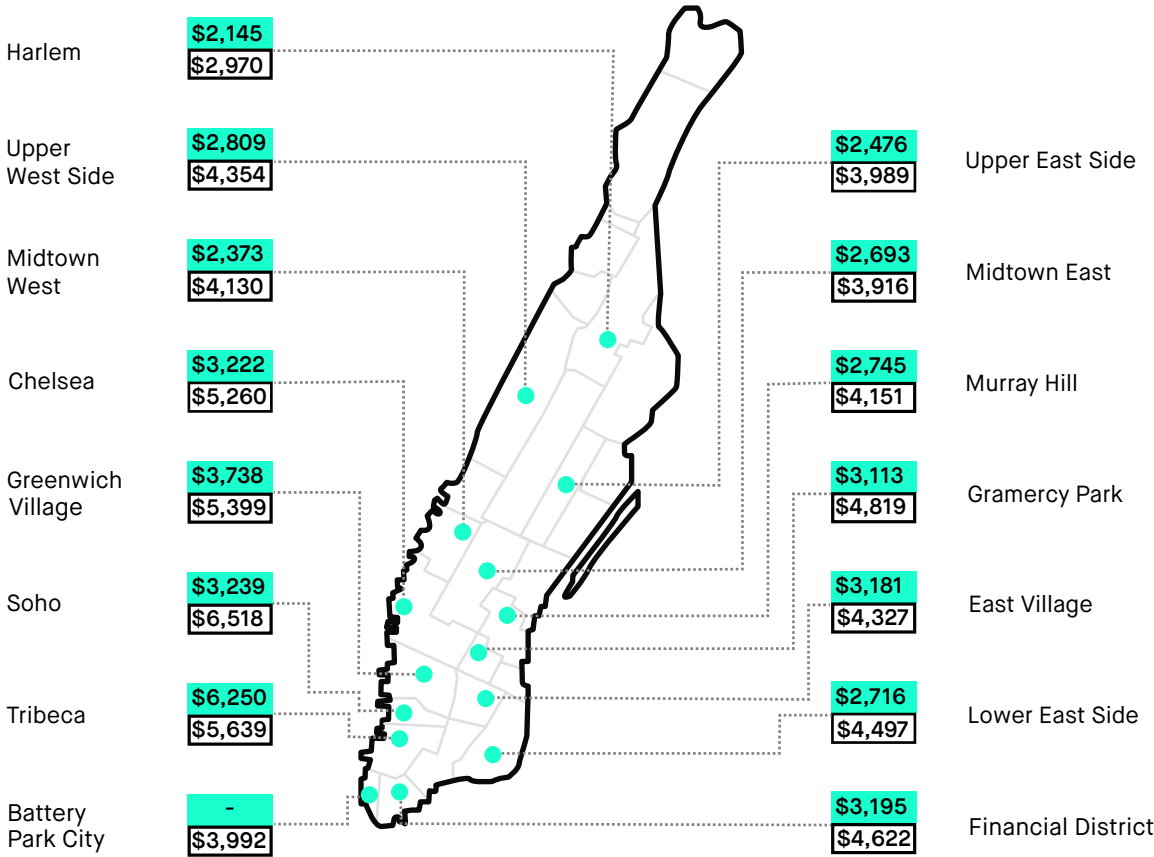 Harlem
$2,145
$2,970
Upper
West Side
$2,809
$4,354
Midtown
West
$2,373
$4,130
Chelsea
$3,222
$5,260
Greenwich
Village
$3,738
$5,399
Soho
$3,239
$6,518
Tribeca
$6,250
$5,639
Battery
Park City
-
$3,992
$2,476
$3,989
Upper East Side
$2,693
$3,916
Midtown East
$2,745
$4,151
Murray Hill
$3,113
$4,819
Gramercy Park
$3,181
$4,327
East Village
$2,716
$4,497
Lower East Side
$3,195
$4,622
Financial District